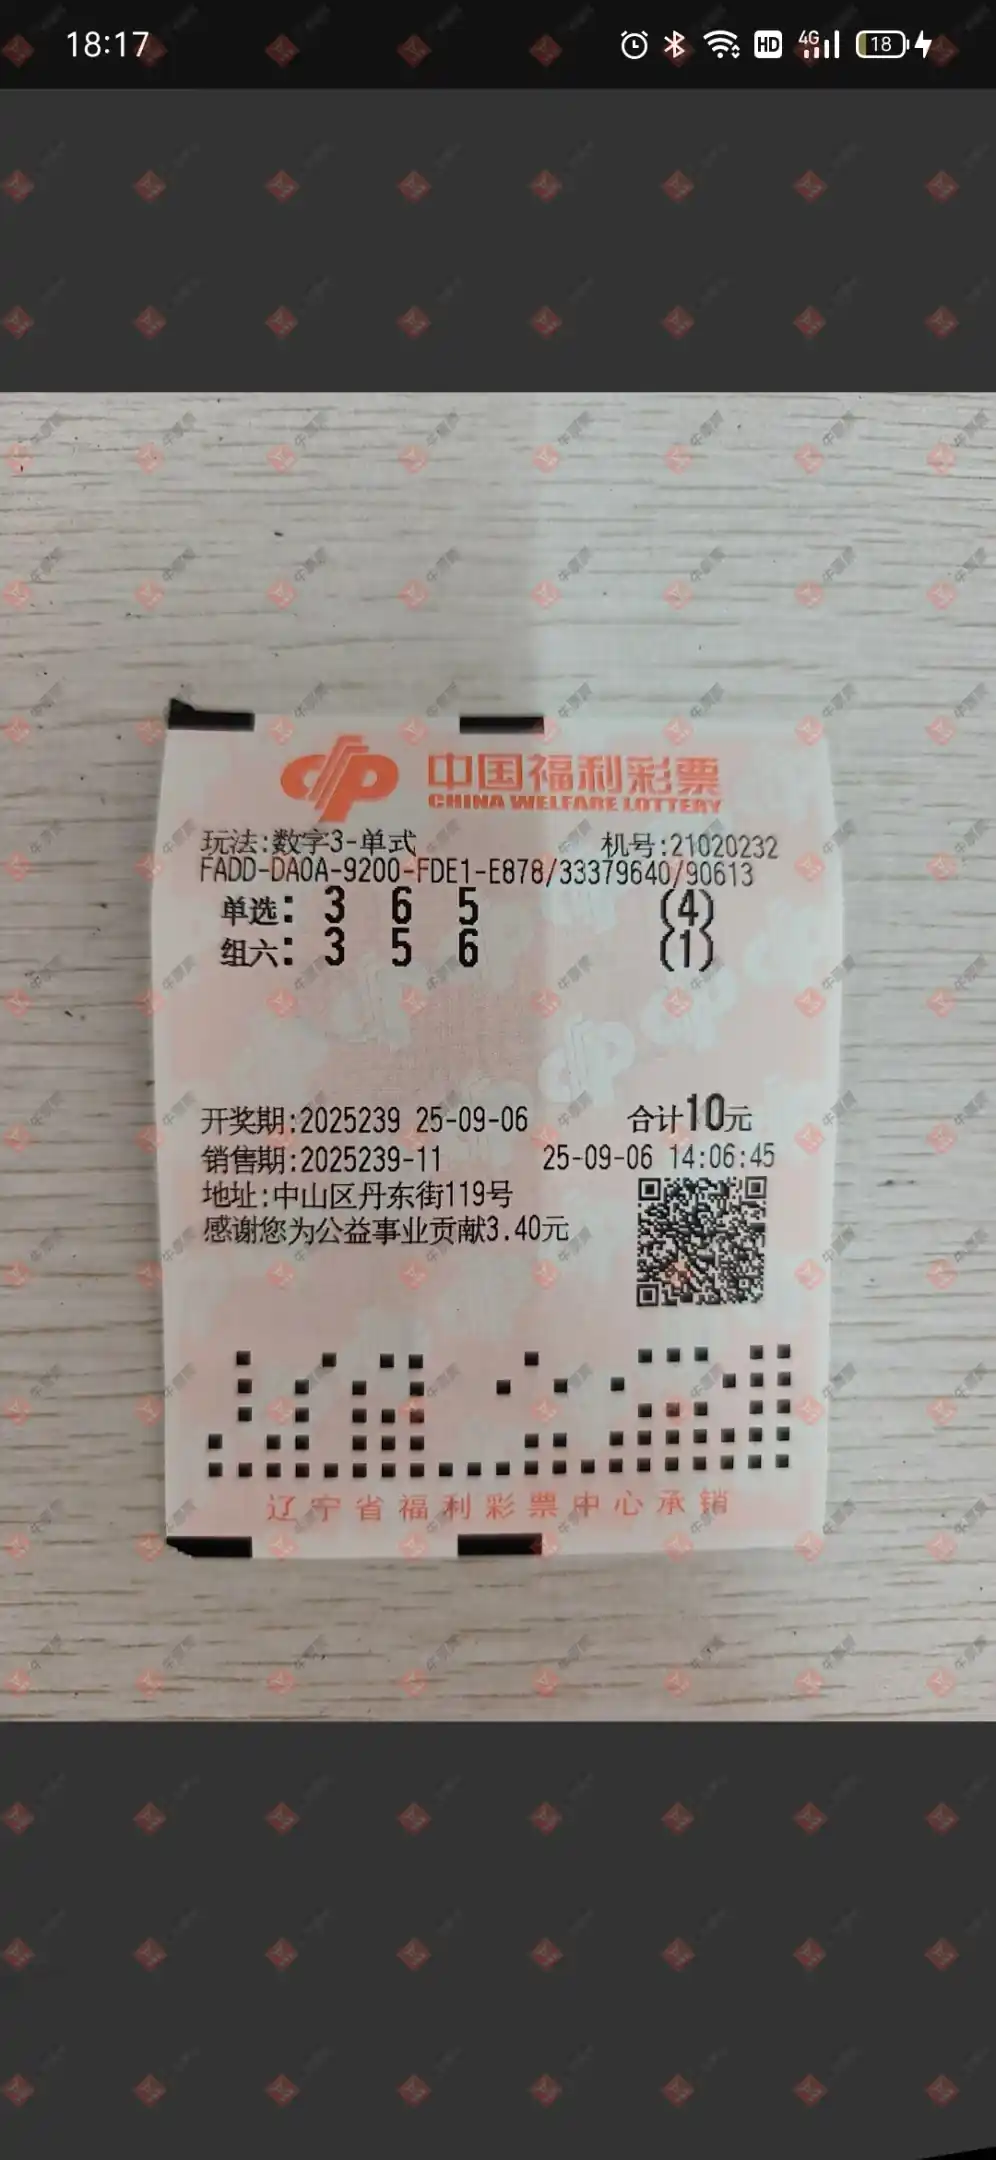 18:17
HD 4G 18
中国福利彩票
CHINA WELFARE LOTTERY
玩法:数字3-单式 机号:21020232
FADD-DA0A-9200-FDE1-E878/33379640/90613
单选: 3 6 5 (4)
组六: 3 5 6 (1)
开奖期:2025239 25-09-06 合计10元
销售期:2025239-11 25-09-06 14:06:45
地址:中山区丹东街119号
感谢您为公益事业贡献3.40元
辽宁省福利彩票中心承销